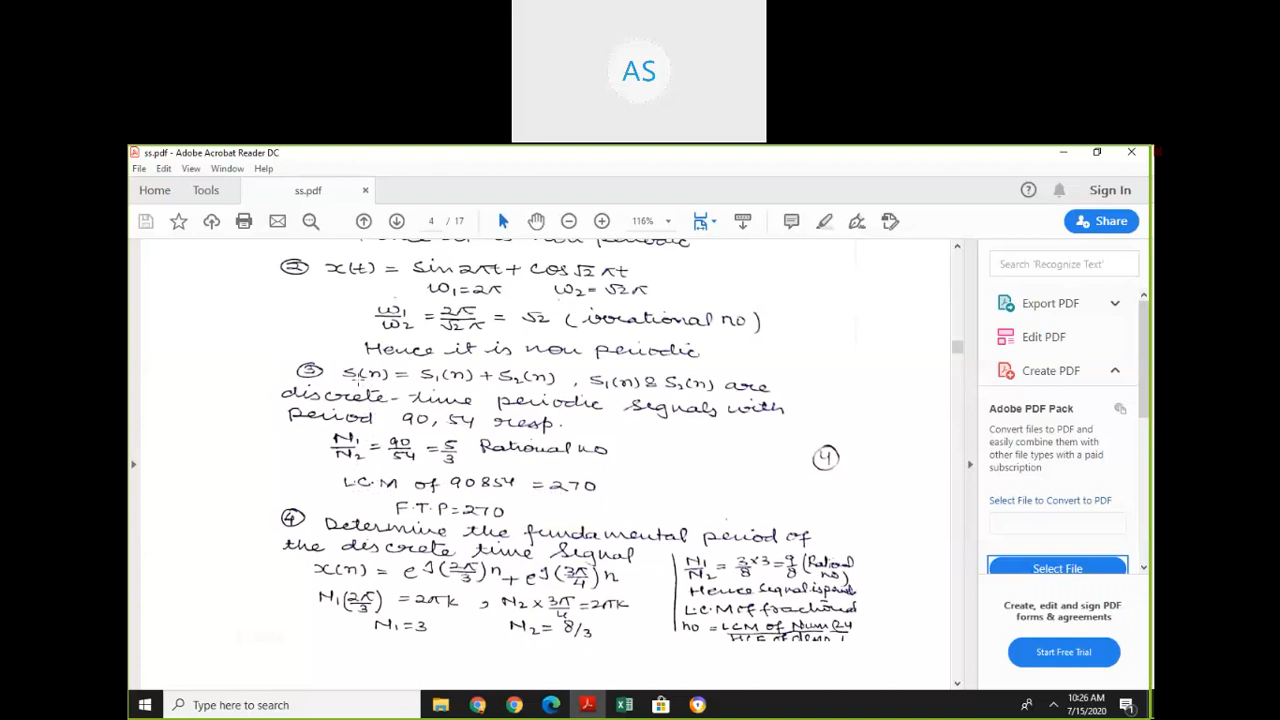 AS
ss.pdf - Adobe Acrobat Reader DC
File Edit View Window Help
Home Tools ss.pdf Sign In
4 / 17 116% Share
② x(t) = sin 2πt + cos √2 πt
ω1 = 2π ω2 = √2π
ω1/ω2 = 2π/√2π = √2 (irrational no)
Hence it is non periodic
③ S1(n) = S1(n) + S2(n) , S1(n) & S2(n) are
discrete-time periodic signals with
Period 90, 54 resp.
N1/N2 = 90/54 = 5/3 Rational no
④
L.C.M of 90&54 = 270
F.T.P = 270
④ Determine the fundamental period of
the discrete time signal
x(n) = e^J(2π/3)n + e^J(3π/4)n
N1(2π/3) = 2πk , N2 × 3π/4 = 2πk
N1 = 3 N2 = 8/3
N1/N2 = 3/8 × 3 = 9/8 (Rational
no)
Hence signal is
L.C.M of
no = LCM of Num
Search 'Recognize Text'
Export PDF
Edit PDF
Create PDF
Adobe PDF Pack
Convert files to PDF and
easily combine them with
other file types with a paid
subscription
Select File to Convert to PDF
Select File
Create, edit and sign PDF
forms & agreements
Start Free Trial
Type here to search
10:26 AM
7/15/2020
1